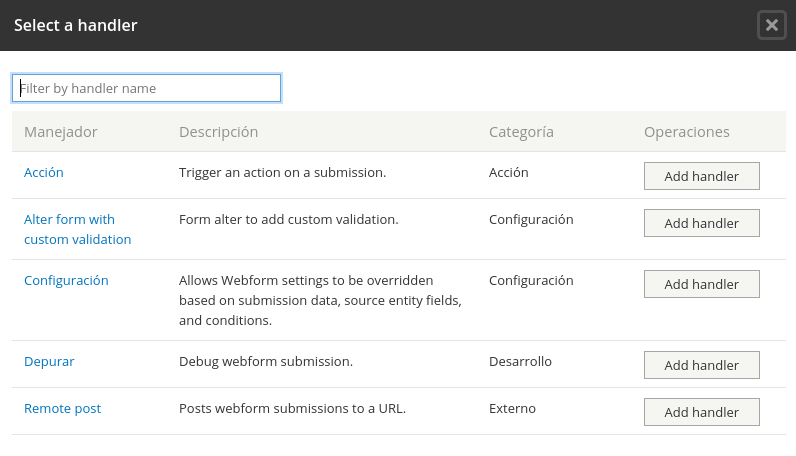 Select a handler
Filter by handler name
Manejador Descripción Categoría Operaciones
Acción Trigger an action on a submission. Acción Add handler
Alter form with Form alter to add custom validation. Configuración Add handler
custom validation
Configuración Allows Webform settings to be overridden Configuración Add handler
based on submission data, source entity fields,
and conditions.
Depurar Debug webform submission. Desarrollo Add handler
Remote post Posts webform submissions to a URL. Externo Add handler